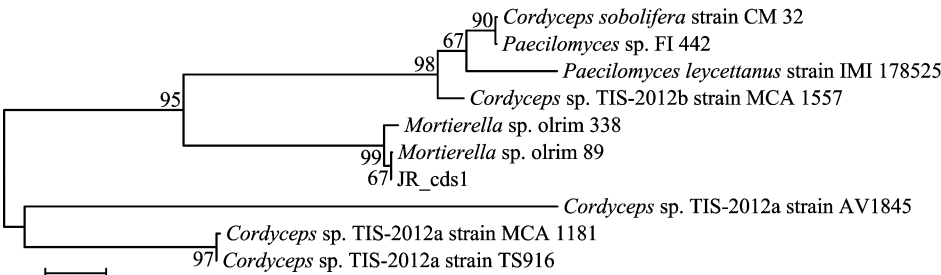 90 Cordyceps sobolifera strain CM 32
67 Paecilomyces sp. FI 442
98 Paecilomyces leycettanus strain IMI 178525
Cordyceps sp. TIS-2012b strain MCA 1557
95
Mortierella sp. olrim 338
99 Mortierella sp. olrim 89
67 JR_cds1
Cordyceps sp. TIS-2012a strain AV1845
Cordyceps sp. TIS-2012a strain MCA 1181
97 Cordyceps sp. TIS-2012a strain TS916